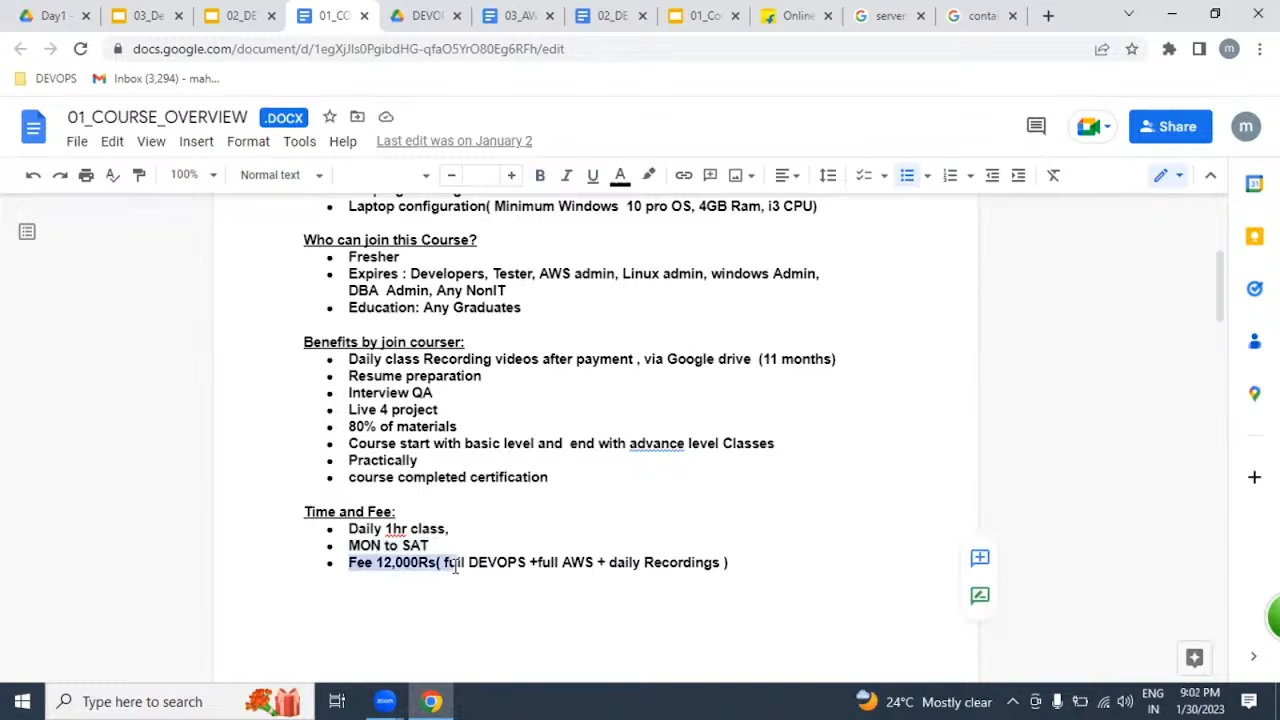 Day1 -
03_D
02_DE
01_CO
DEVO
03_AW
02_DE
01_Co
Online
server
conta
docs.google.com/document/d/1egXjJIs0PgibdHG-qfaO5YrO80Eg6RFh/edit
m
DEVOPS
Inbox (3,294) - mah...
01_COURSE_OVERVIEW
.DOCX
File Edit View Insert Format Tools Help
Last edit was on January 2
Share
m
100%
Normal text
Laptop configuration( Minimum Windows 10 pro OS, 4GB Ram, i3 CPU)
Who can join this Course?
Fresher
Expires : Developers, Tester, AWS admin, Linux admin, windows Admin,
DBA Admin, Any NonIT
Education: Any Graduates
Benefits by join courser:
Daily class Recording videos after payment , via Google drive (11 months)
Resume preparation
Interview QA
Live 4 project
80% of materials
Course start with basic level and end with advance level Classes
Practically
course completed certification
Time and Fee:
Daily 1hr class,
MON to SAT
Fee 12,000Rs( full DEVOPS +full AWS + daily Recordings )
Type here to search
zoom
24°C Mostly clear
ENG
IN
9:02 PM
1/30/2023